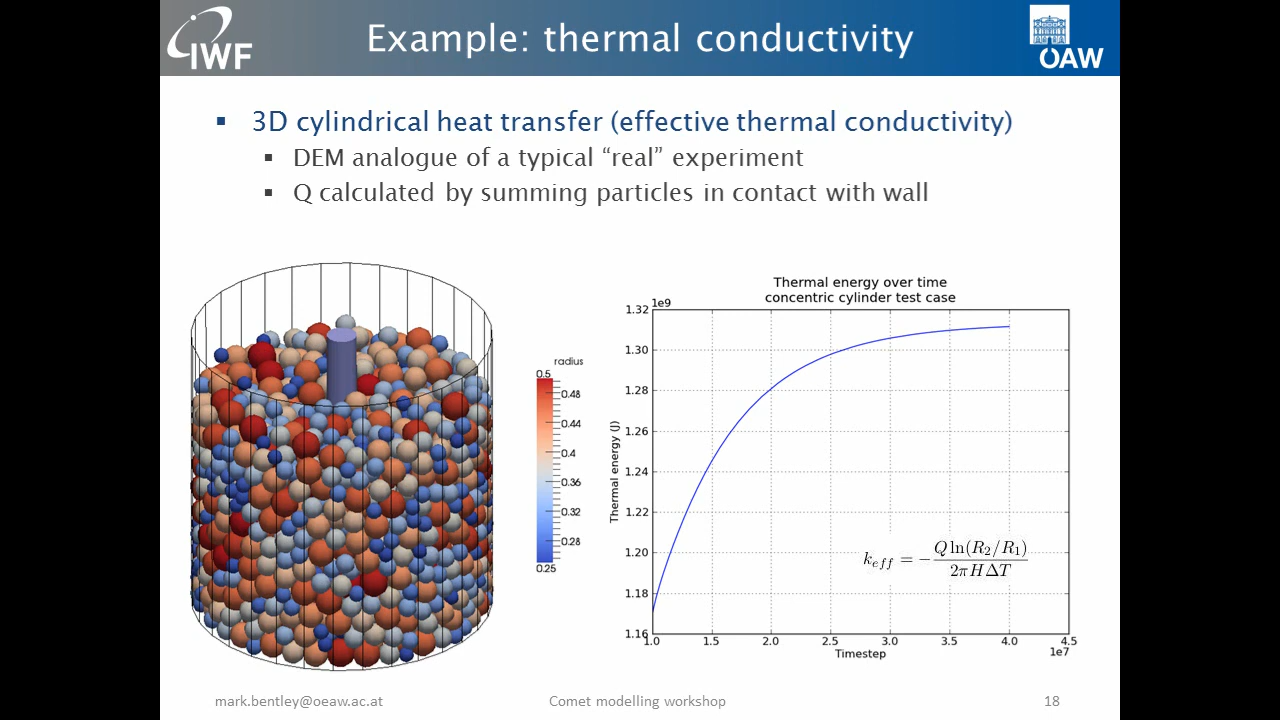 IWF
Example: thermal conductivity
ÖAW
3D cylindrical heat transfer (effective thermal conductivity)
DEM analogue of a typical “real” experiment
Q calculated by summing particles in contact with wall
radius
0.5
0.48
0.44
0.4
0.36
0.32
0.28
0.25
Thermal energy over time
concentric cylinder test case
1e9
1.32
1.30
1.28
1.26
1.24
1.22
1.20
1.18
1.16
Thermal energy (J)
k_eff = − Q ln(R₂/R₁) / 2πHΔT
1.0 1.5 2.0 2.5 3.0 3.5 4.0 4.5
Timestep
1e7
mark.bentley@oeaw.ac.at
Comet modelling workshop
18